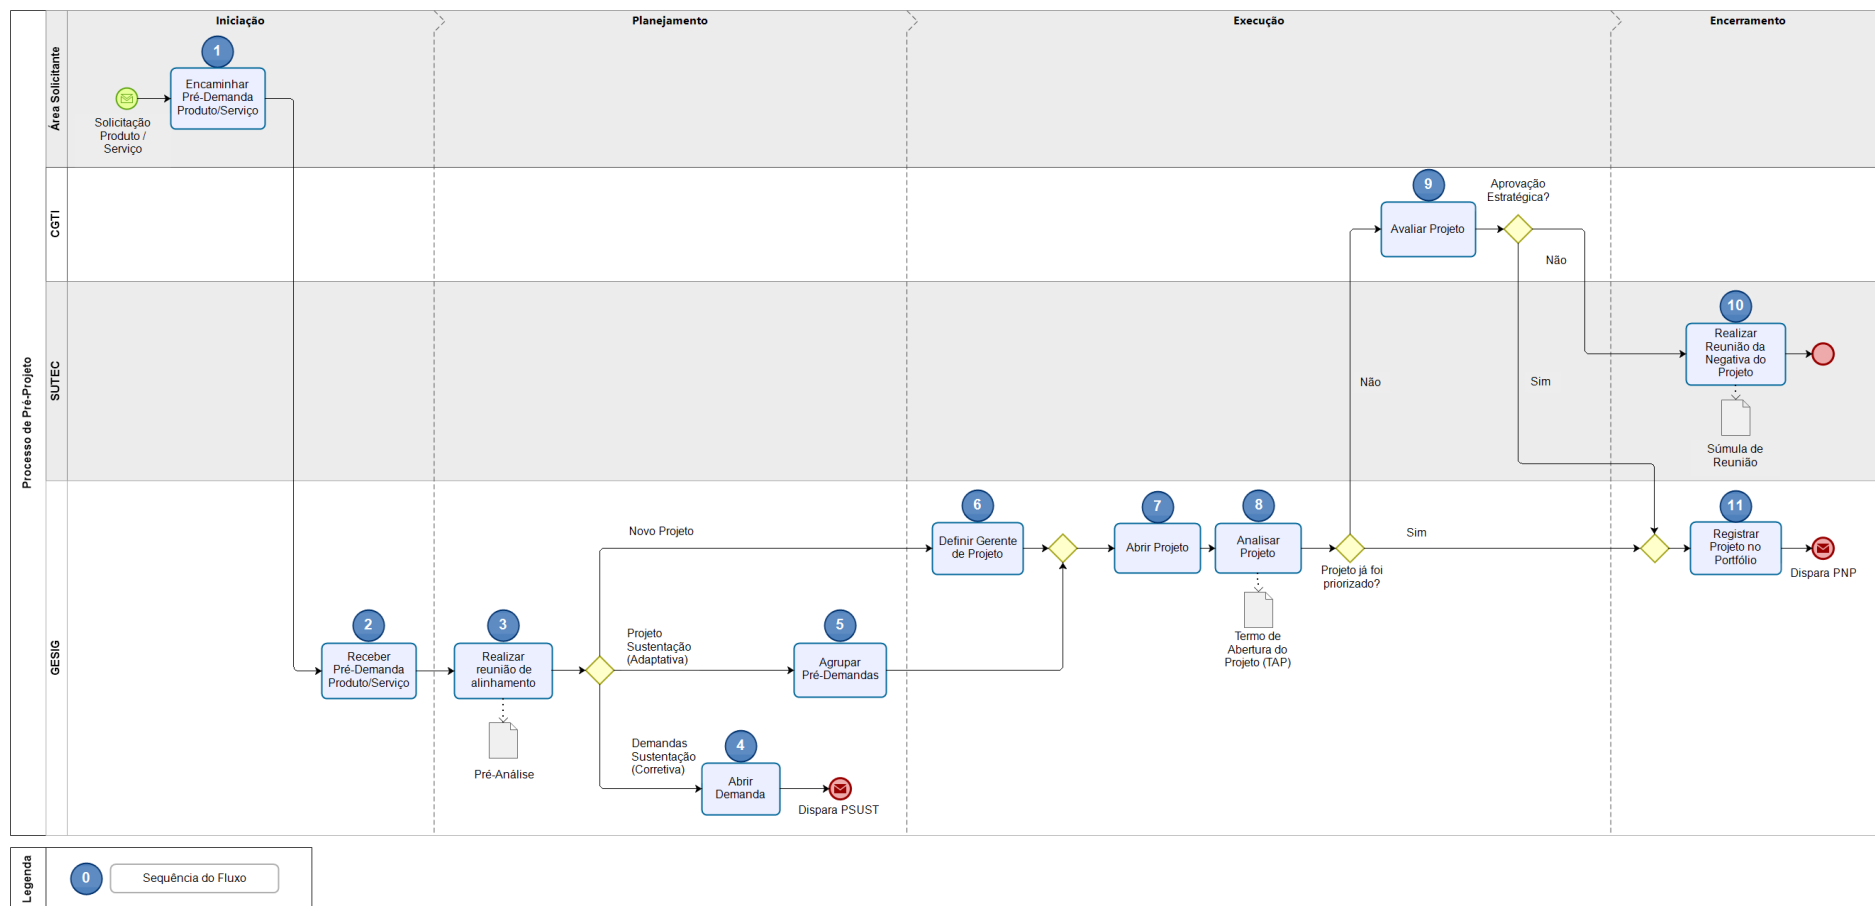 Iniciação
Planejamento
Execução
Encerramento
Processo de Pré-Projeto
Área Solicitante
1
Encaminhar
Pré-Demanda
Produto/Serviço
Solicitação
Produto /
Serviço
CGTI
9
Avaliar Projeto
Aprovação
Estratégica?
Não
Sim
SUTEC
Não
10
Realizar
Reunião da
Negativa do
Projeto
Súmula de
Reunião
GESIG
2
Receber
Pré-Demanda
Produto/Serviço
3
Realizar
reunião de
alinhamento
Pré-Análise
Novo Projeto
Projeto
Sustentação
(Adaptativa)
Demandas
Sustentação
(Corretiva)
4
Abrir
Demanda
Dispara PSUST
5
Agrupar
Pré-Demandas
6
Definir Gerente
de Projeto
7
Abrir Projeto
8
Analisar
Projeto
Termo de
Abertura do
Projeto (TAP)
Projeto já foi
priorizado?
Sim
11
Registrar
Projeto no
Portfólio
Dispara PNP
Legenda
0
Sequência do Fluxo